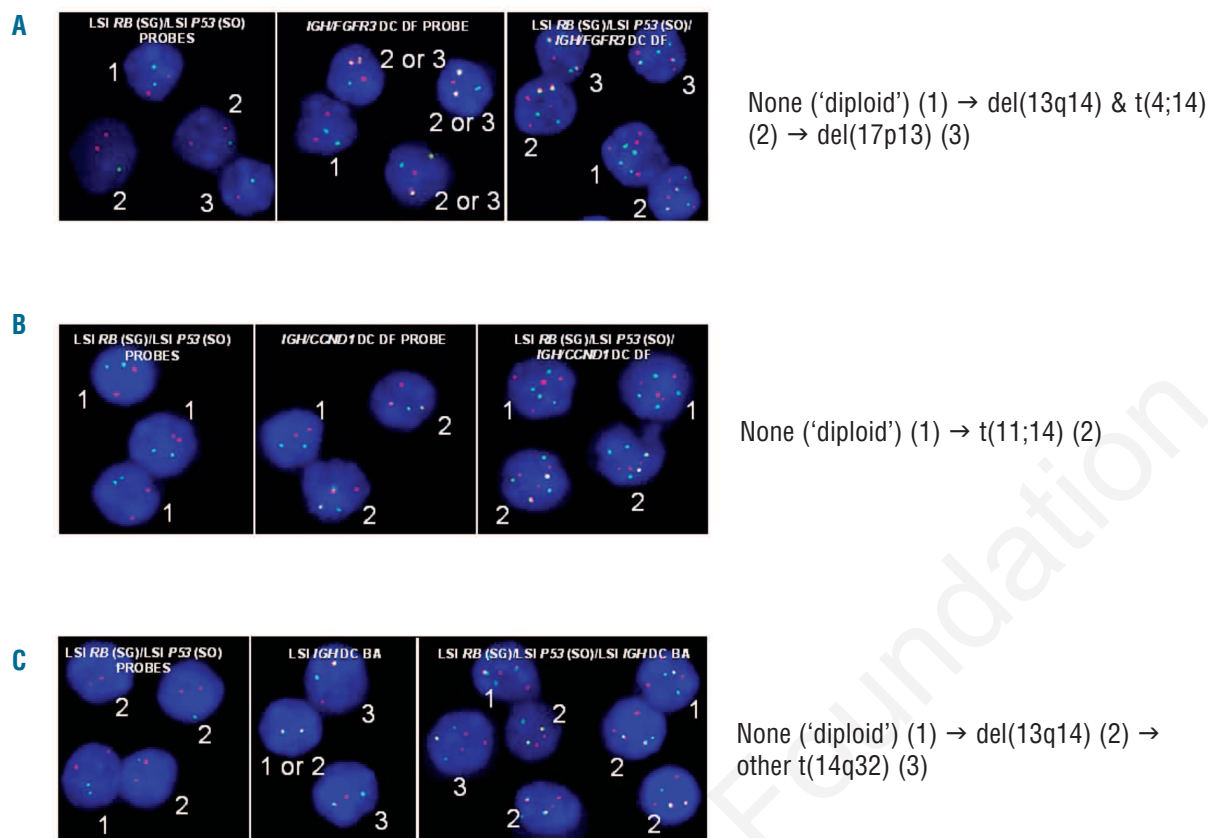 A
LSI RB (SG)/LSI P53 (SO)
PROBES
1
2
2
3
IGH/FGFR3 DC DF PROBE
2 or 3
2 or 3
1
2 or 3
LSI RB (SG)/LSI P53 (SO)/
IGH/FGFR3 DC DF
3
3
2
1
2
None (‘diploid’) (1) → del(13q14) & t(4;14)
(2) → del(17p13) (3)
B
LSI RB (SG)/LSI P53 (SO)
PROBES
1
1
1
IGH/CCND1 DC DF PROBE
1
2
2
LSI RB (SG)/LSI P53 (SO)/
IGH/CCND1 DC DF
1
1
2
2
None (‘diploid’) (1) → t(11;14) (2)
C
LSI RB (SG)/LSI P53 (SO)
PROBES
2
2
1
2
LSI IGH DC BA
3
1 or 2
3
LSI RB (SG)/LSI P53 (SO)/LSI IGH DC BA
1
2
1
3
2
2
2
None (‘diploid’) (1) → del(13q14) (2) →
other t(14q32) (3)
Foundation